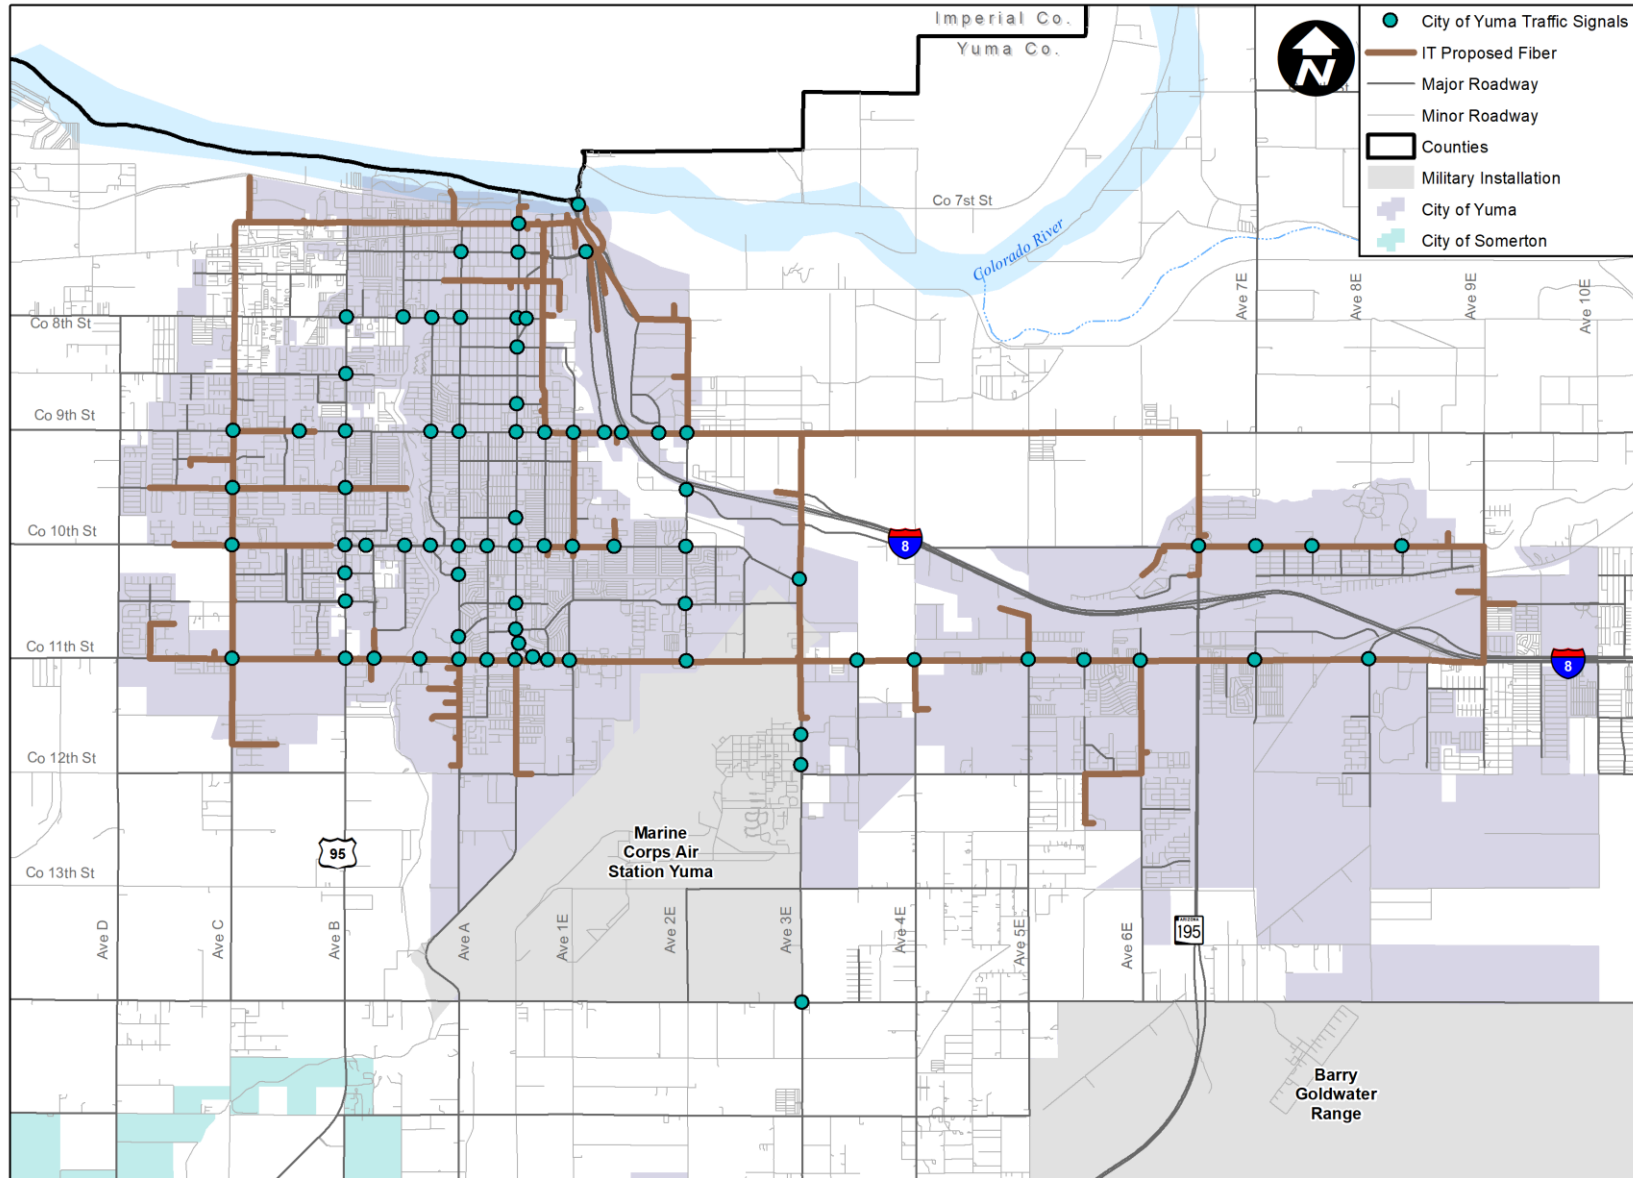 Imperial Co.
Yuma Co.
N
City of Yuma Traffic Signals
IT Proposed Fiber
Major Roadway
Minor Roadway
Counties
Military Installation
City of Yuma
City of Somerton
Co 7st St
Colorado River
Ave 7E
Ave 8E
Ave 9E
Ave 10E
Co 8th St
Co 9th St
Co 10th St
8
Co 11th St
8
Co 12th St
Marine
Corps Air
Station Yuma
95
Co 13th St
Ave D
Ave C
Ave B
Ave A
Ave 1E
Ave 2E
Ave 3E
Ave 4E
Ave 5E
Ave 6E
ARIZONA
195
Barry
Goldwater
Range